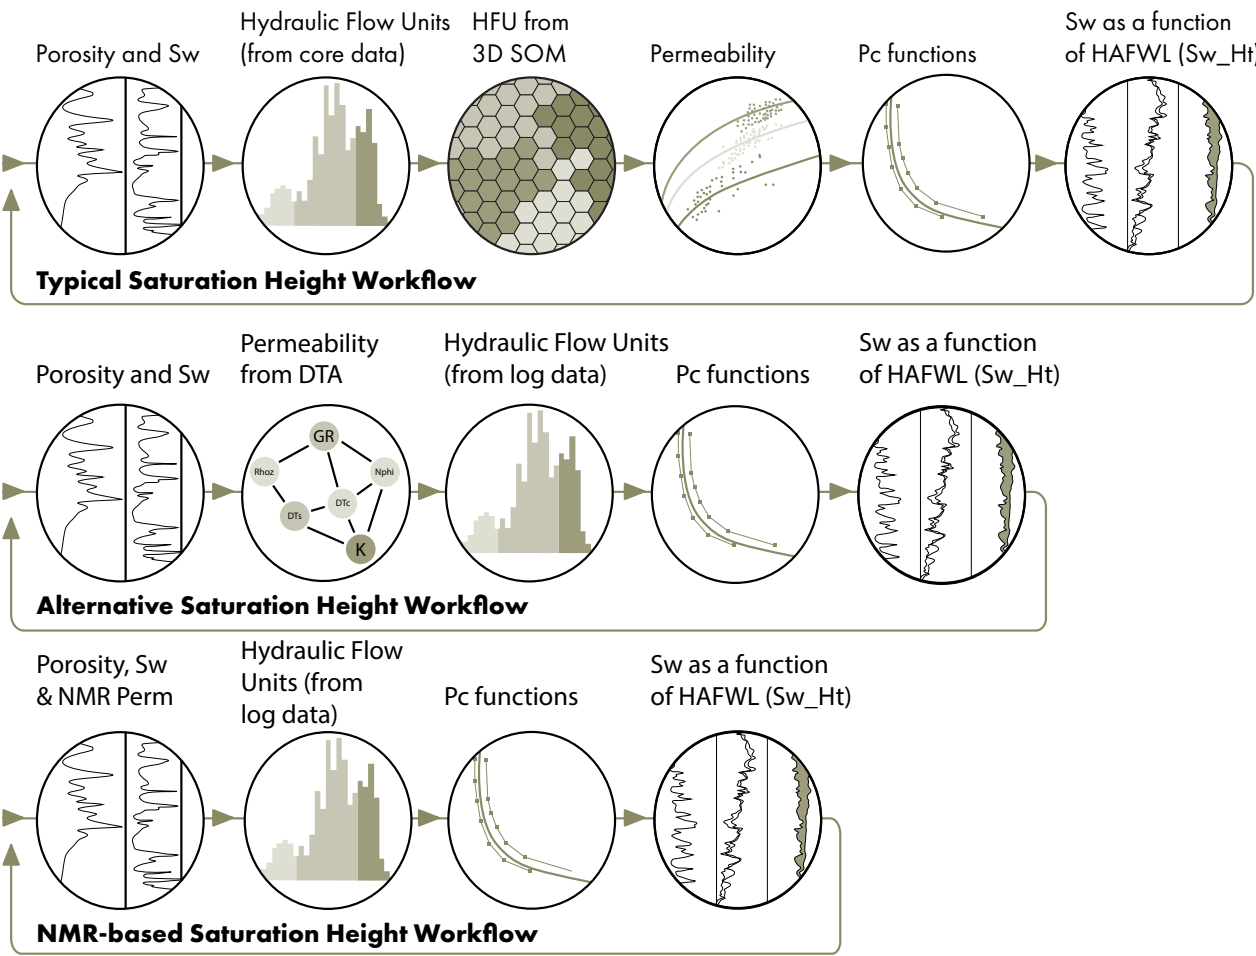 Hydraulic Flow Units
(from core data)
HFU from
3D SOM
Sw as a function
of HAFWL (Sw_Ht)
Porosity and Sw
Permeability
Pc functions
Typical Saturation Height Workflow
Porosity and Sw
Permeability
from DTA
Hydraulic Flow Units
(from log data)
Pc functions
Sw as a function
of HAFWL (Sw_Ht)
GR
Rhoz
Nphi
DTs
DTc
K
Alternative Saturation Height Workflow
Porosity, Sw
& NMR Perm
Hydraulic Flow
Units (from
log data)
Pc functions
Sw as a function
of HAFWL (Sw_Ht)
NMR-based Saturation Height Workflow